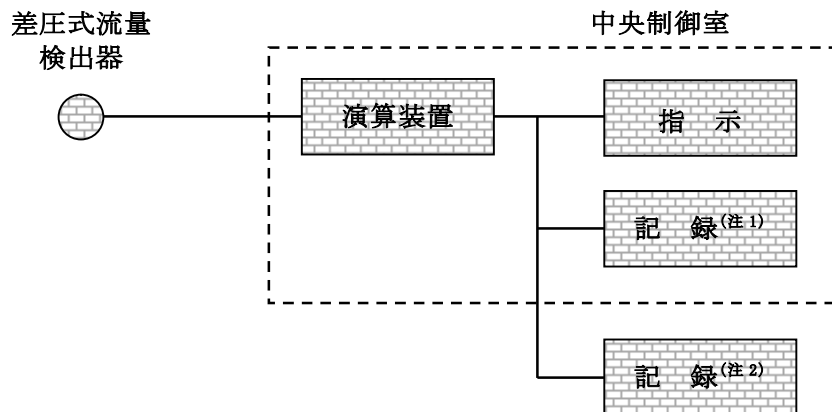 差圧式流量
検出器
中央制御室
演算装置
指　示
記　録(注1)
記　録(注2)